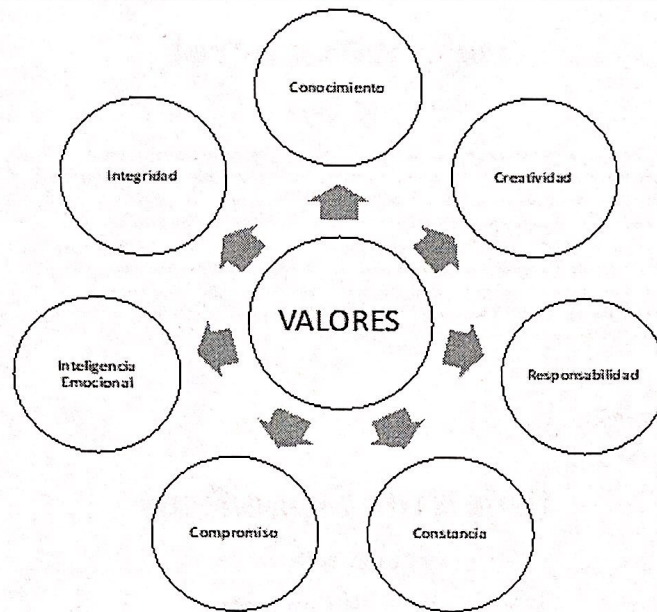 Conocimiento
Creatividad
Responsabilidad
Constancia
Compromiso
Inteligencia
Emocional
Integridad
VALORES